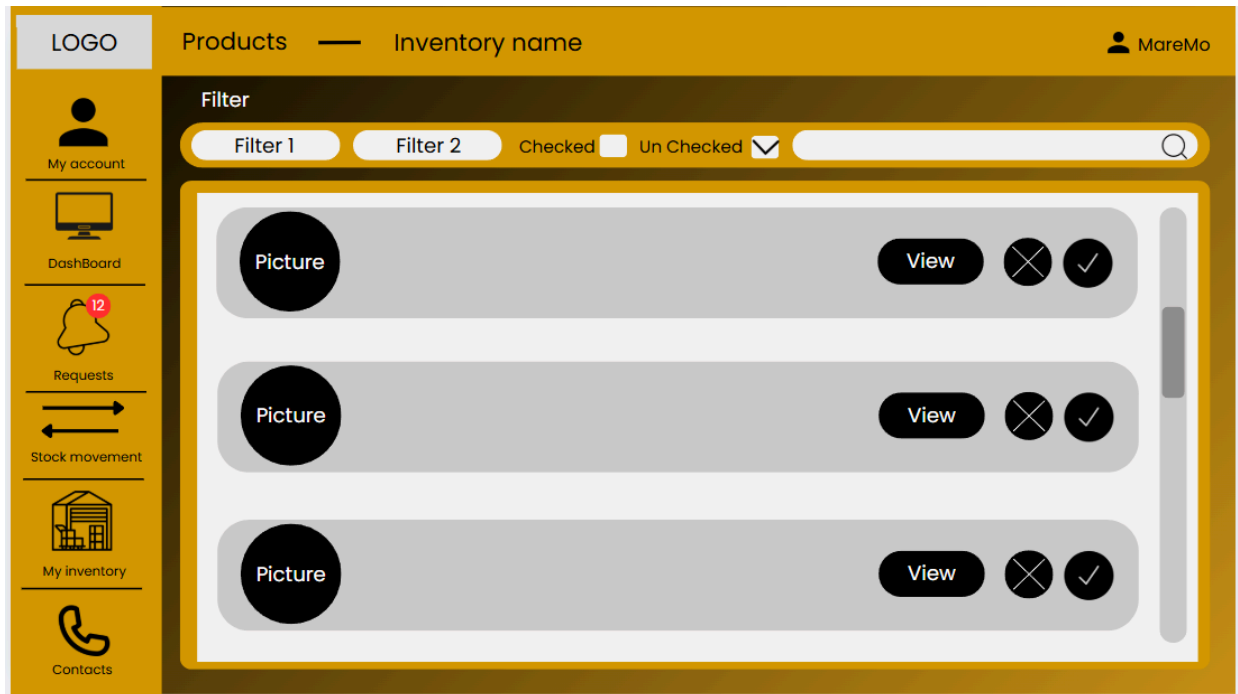 LOGO
Products — Inventory name
MareMo
My account
DashBoard
12
Requests
Stock movement
My inventory
Contacts
Filter
Filter 1
Filter 2
Checked
Un Checked
Picture
View
Picture
View
Picture
View